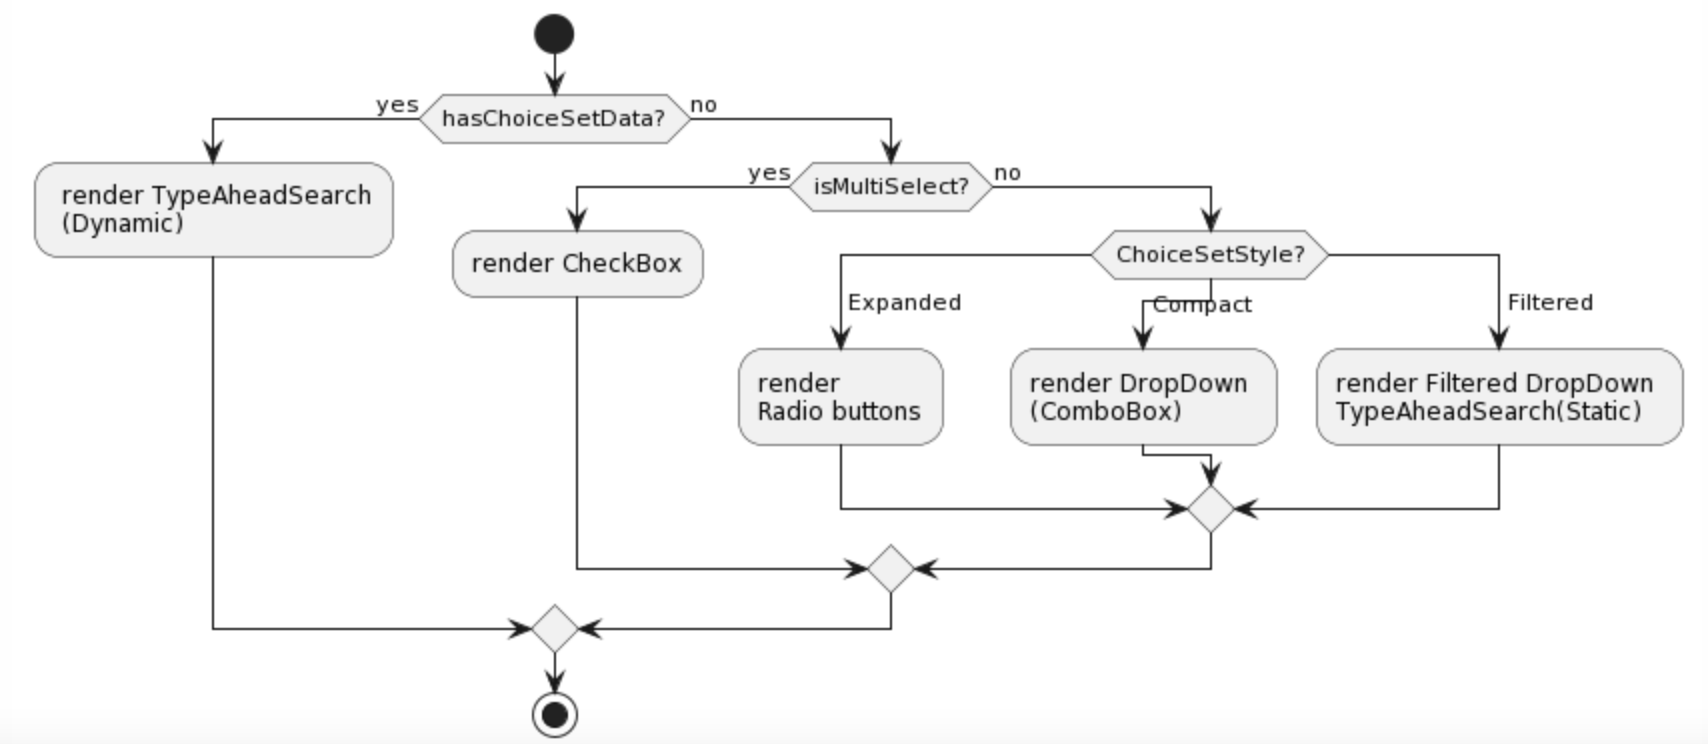 yes
hasChoiceSetData?
no
render TypeAheadSearch
(Dynamic)
yes
isMultiSelect?
no
render CheckBox
ChoiceSetStyle?
Expanded
Compact
Filtered
render
Radio buttons
render DropDown
(ComboBox)
render Filtered DropDown
TypeAheadSearch(Static)